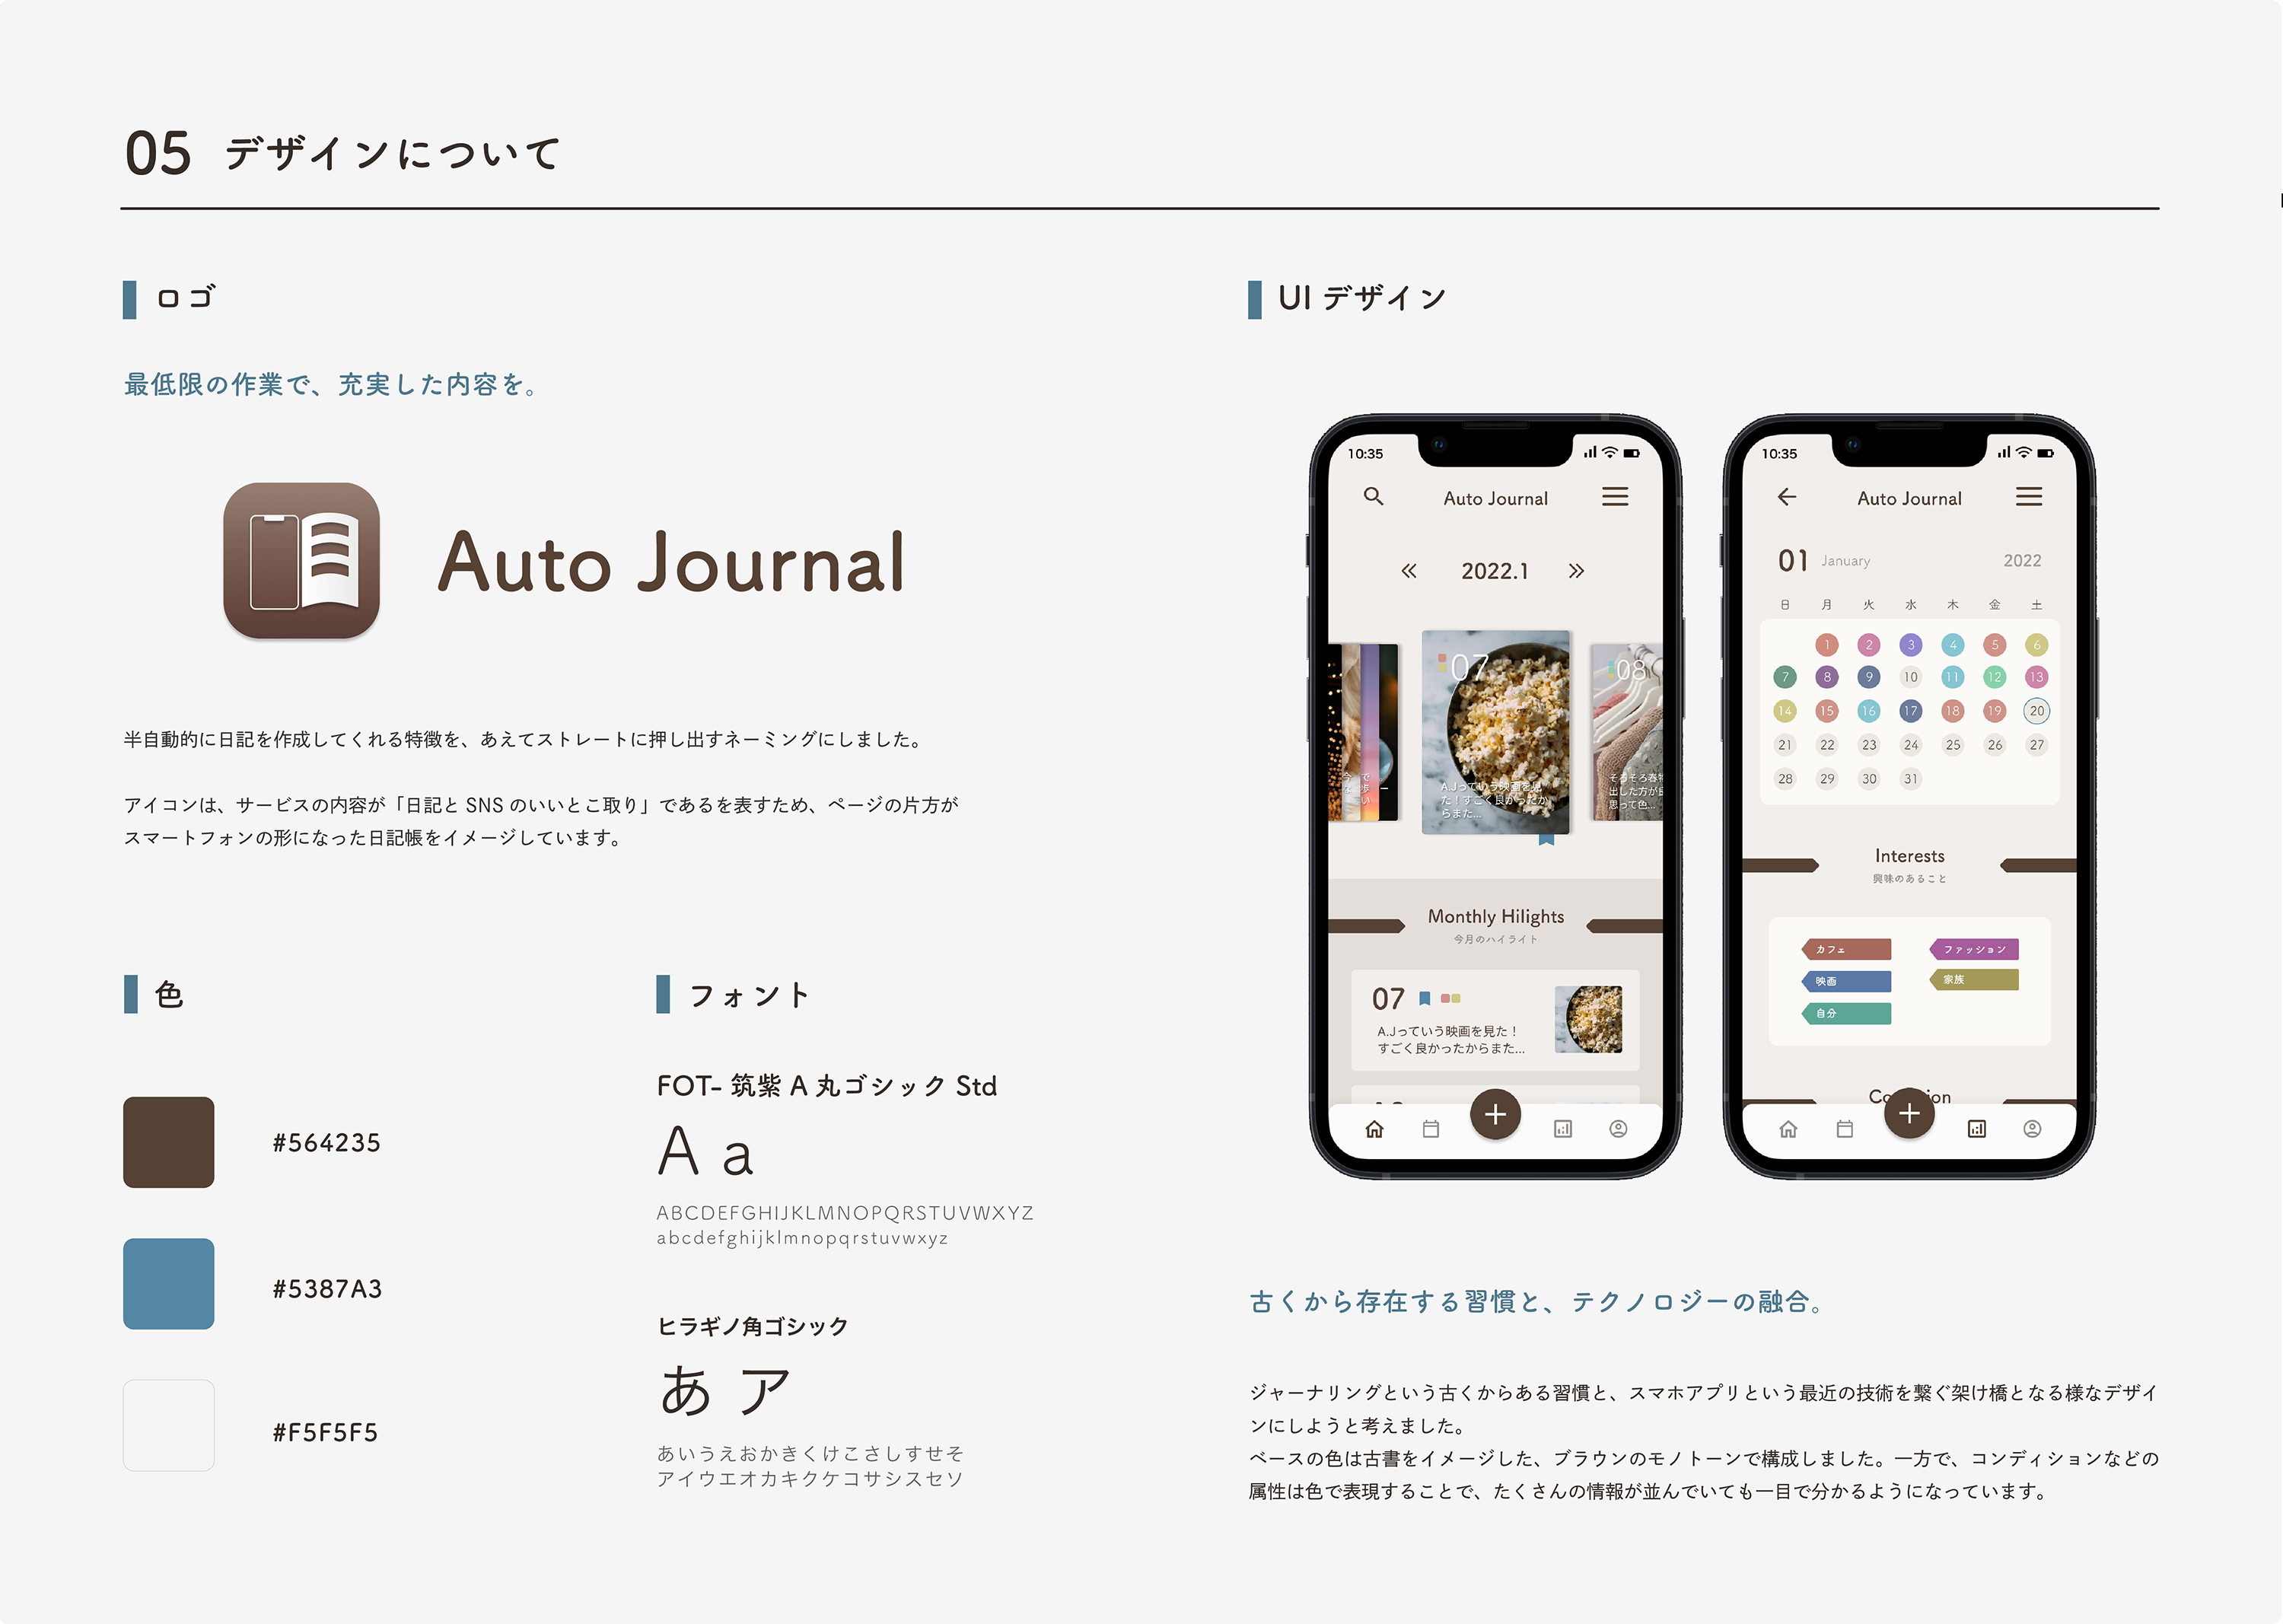 05 デザインについて
ロゴ
最低限の作業で、充実した内容を。
Auto Journal
半自動的に日記を作成してくれる特徴を、あえてストレートに押し出すネーミングにしました。
アイコンは、サービスの内容が「日記と SNS のいいとこ取り」であるを表すため、ページの片方が
スマートフォンの形になった日記帳をイメージしています。
色
#564235
#5387A3
#F5F5F5
フォント
FOT- 筑紫 A 丸ゴシック Std
A a
ABCDEFGHIJKLMNOPQRSTUVWXYZ
abcdefghijklmnopqrstuvwxyz
ヒラギノ角ゴシック
あ ア
あいうえおかきくけこさしすせそ
アイウエオカキクケコサシスセソ
UI デザイン
10:35
Auto Journal
2022.1
07
A.Jっていう映画を見
た！すごく良かったか
らまた...
08
そろそろ春物
出した方が良
思って色...
Monthly Hilights
今月のハイライト
07
A.Jっていう映画を見た！
すごく良かったからまた...
10:35
Auto Journal
01 January 2022
日 月 火 水 木 金 土
1 2 3 4 5 6
7 8 9 10 11 12 13
14 15 16 17 18 19 20
21 22 23 24 25 26 27
28 29 30 31
Interests
興味のあること
カフェ ファッション
映画 家族
自分
古くから存在する習慣と、テクノロジーの融合。
ジャーナリングという古くからある習慣と、スマホアプリという最近の技術を繋ぐ架け橋となる様なデザイ
ンにしようと考えました。
ベースの色は古書をイメージした、ブラウンのモノトーンで構成しました。一方で、コンディションなどの
属性は色で表現することで、たくさんの情報が並んでいても一目で分かるようになっています。